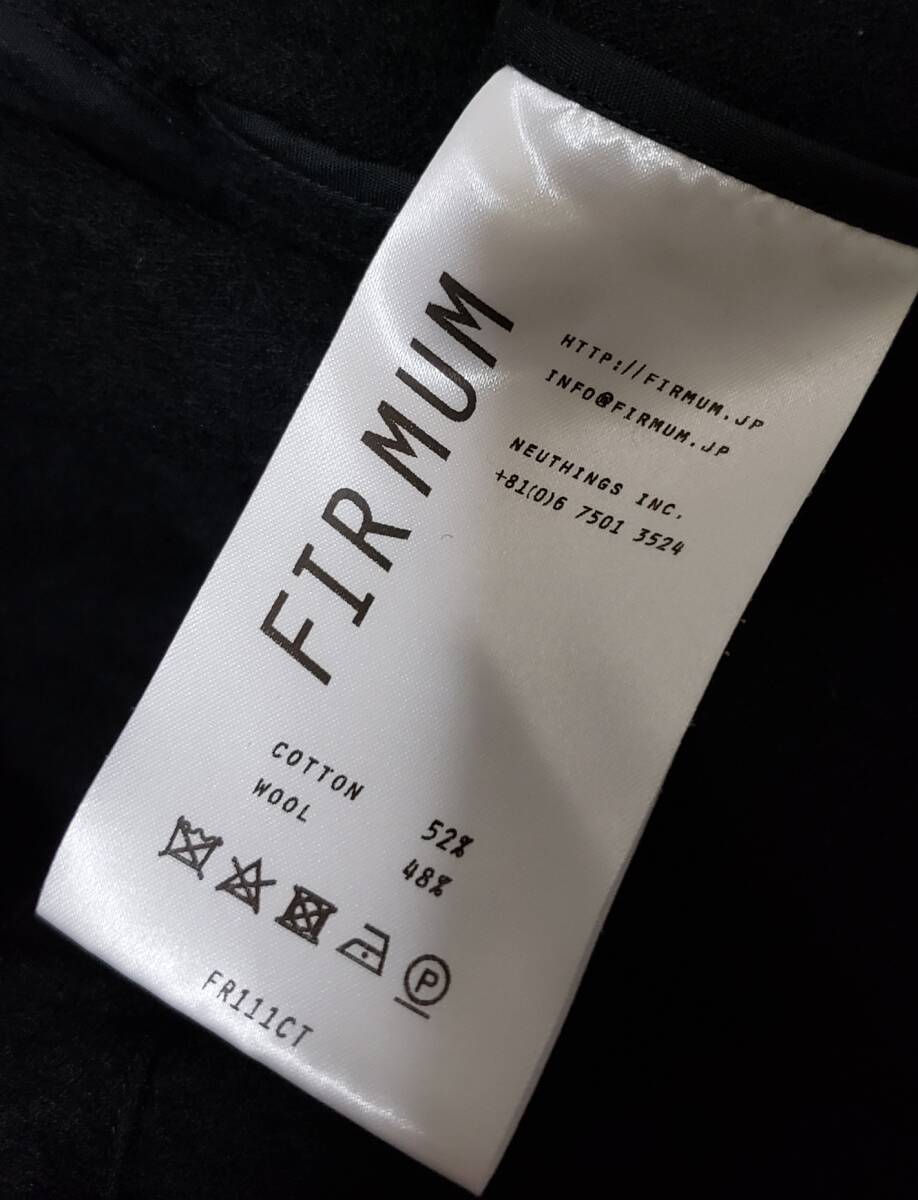 FIRMUM
HTTP://FIRMUM.JP
INFO@FIRMUM.JP
NEUTHINGS INC.
+81(0)6 7501 3524
COTTON 52%
WOOL 48%
P
FR111CT